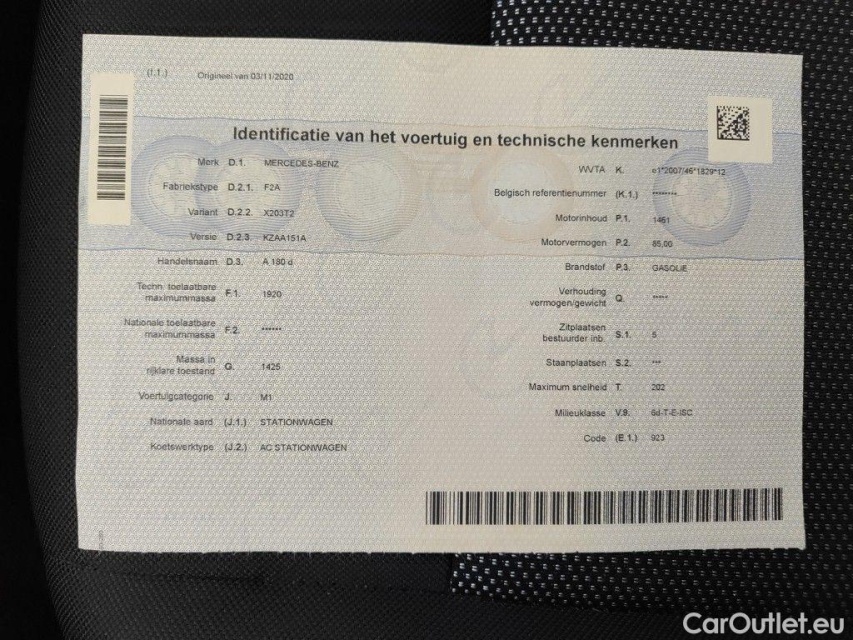 (I.1.) Origineel van 03/11/2020
Identificatie van het voertuig en technische kenmerken
Merk D.1. MERCEDES-BENZ
Fabriekstype D.2.1. F2A
Variant D.2.2. X203T2
Versie D.2.3. KZAA151A
Handelsnaam D.3. A 180 d
Techn. toelaatbare
maximummassa F.1. 1920
Nationale toelaatbare
maximummassa F.2. ******
Massa in
rijklare toestand G. 1425
Voertuigcategorie J. M1
Nationale aard (J.1.) STATIONWAGEN
Koetswerktype (J.2.) AC STATIONWAGEN
WVTA K. e1*2007/46*1829*12
Belgisch referentienummer (K.1.) ********
Motorinhoud P.1. 1461
Motorvermogen P.2. 85,00
Brandstof P.3. GASOLIE
Verhouding
vermogen/gewicht Q. *****
Zitplaatsen
bestuurder inb. S.1. 5
Staanplaatsen S.2. ***
Maximum snelheid T. 202
Milieuklasse V.9. 6d-T-E-ISC
Code (E.1.) 923
CarOutlet.eu